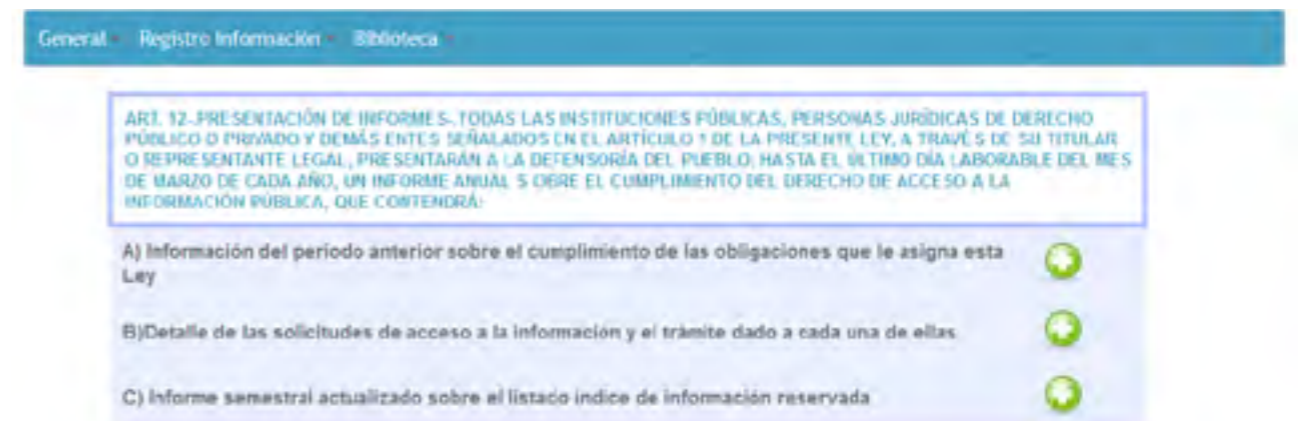 General Registro Información Biblioteca
ART. 12.-PRESENTACIÓN DE INFORMES.-TODAS LAS INSTITUCIONES PÚBLICAS, PERSONAS JURÍDICAS DE DERECHO
PÚBLICO O PRIVADO Y DEMÁS ENTES SEÑALADOS EN EL ARTÍCULO 1 DE LA PRESENTE LEY, A TRAVÉS DE SU TITULAR
O REPRESENTANTE LEGAL, PRESENTARÁN A LA DEFENSORÍA DEL PUEBLO, HASTA EL ÚLTIMO DÍA LABORABLE DEL MES
DE MARZO DE CADA AÑO, UN INFORME ANUAL S OBRE EL CUMPLIMIENTO DEL DERECHO DE ACCESO A LA
INFORMACIÓN PÚBLICA, QUE CONTENDRÁ:
A) Información del período anterior sobre el cumplimiento de las obligaciones que le asigna esta
Ley
B)Detalle de las solicitudes de acceso a la información y el trámite dado a cada una de ellas
C) Informe semestral actualizado sobre el listado índice de información reservada